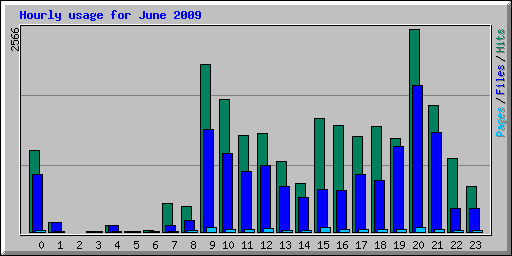 Hourly usage for June 2009
2566
Pages / Files / Hits
0 1 2 3 4 5 6 7 8 9 10 11 12 13 14 15 16 17 18 19 20 21 22 23